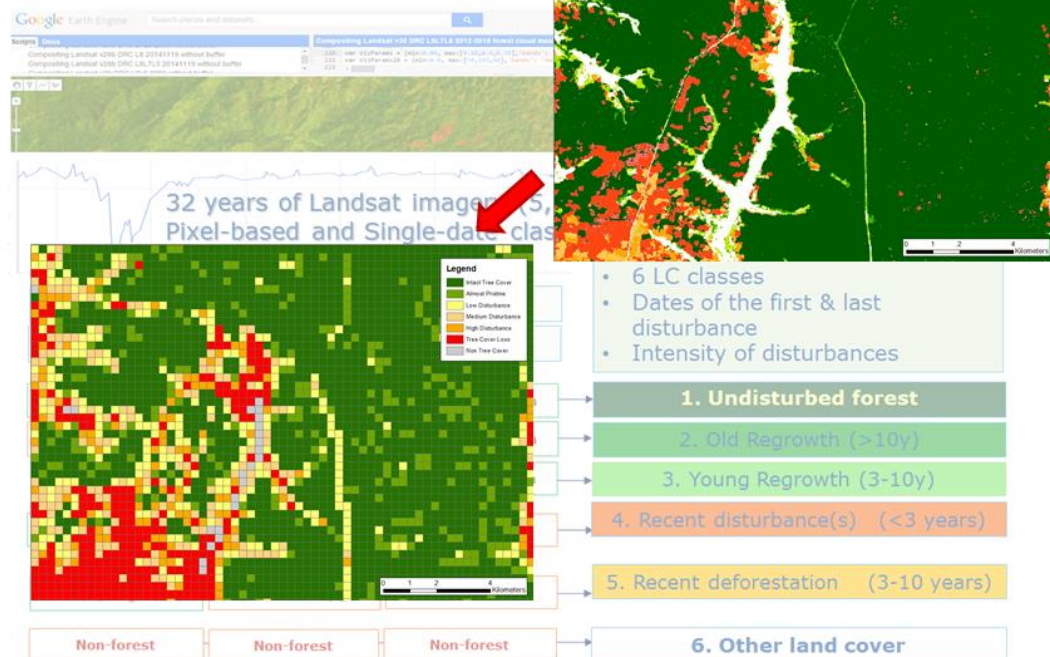 Google Earth Engine
Search places and datasets...
Scripts Docs
Compositing Landsat v28b DRC L8 20141119 without buffer
Compositing Landsat v28b DRC L8L7L5 20141119 without buffer
32 years of Landsat imagery (5,
Pixel-based and Single-date clas
0 1 2 4
Kilometers
Legend
Intact Tree Cover
Almost Pristine
Low Disturbance
Medium Disturbance
High Disturbance
Tree Cover Loss
Non Tree Cover
0 1 2 4
Kilometers
• 6 LC classes
• Dates of the first & last
disturbance
• Intensity of disturbances
1. Undisturbed forest
2. Old Regrowth (>10y)
3. Young Regrowth (3-10y)
4. Recent disturbance(s) (<3 years)
5. Recent deforestation (3-10 years)
Non-forest Non-forest Non-forest 6. Other land cover